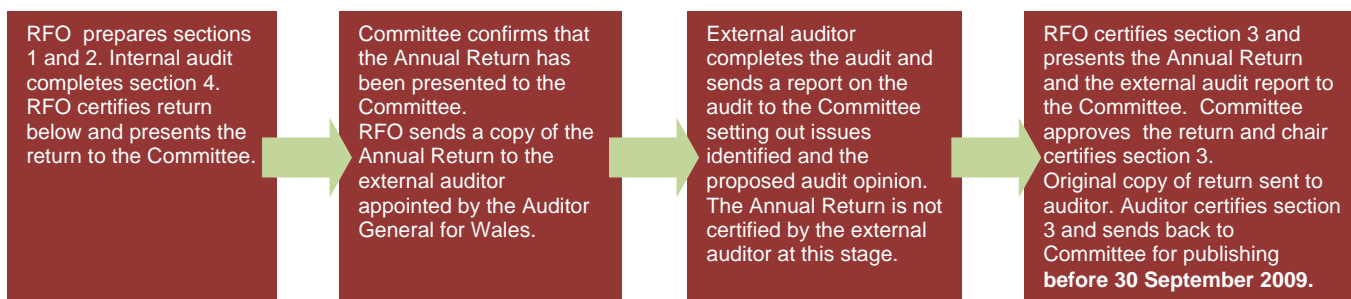 RFO prepares sections
1 and 2. Internal audit
completes section 4.
RFO certifies return
below and presents the
return to the Committee.
Committee confirms that
the Annual Return has
been presented to the
Committee.
RFO sends a copy of the
Annual Return to the
external auditor
appointed by the Auditor
General for Wales.
External auditor
completes the audit and
sends a report on the
audit to the Committee
setting out issues
identified and the
proposed audit opinion.
The Annual Return is not
certified by the external
auditor at this stage.
RFO certifies section 3 and
presents the Annual Return
and the external audit report
to the Committee. Committee
approves the return and chair
certifies section 3.
Original copy of return sent to
auditor. Auditor certifies section
3 and sends back to
Committee for publishing
before 30 September 2009.